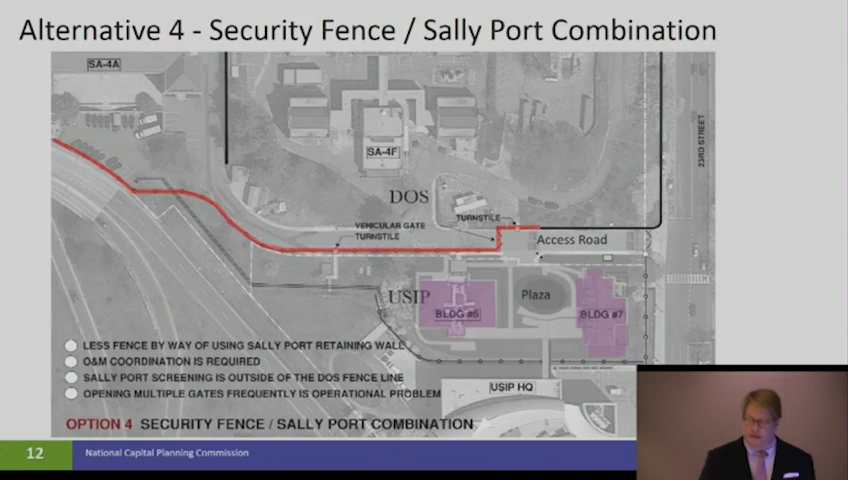 Alternative 4 - Security Fence / Sally Port Combination
SA-4A
SA-4F
23RD STREET
DOS
TURNSTILE
VEHICULAR GATE
TURNSTILE
Access Road
USIP
Plaza
BLDG #6
BLDG #7
LESS FENCE BY WAY OF USING SALLY PORT RETAINING WALL
O&M COORDINATION IS REQUIRED
SALLY PORT SCREENING IS OUTSIDE OF THE DOS FENCE LINE
OPENING MULTIPLE GATES FREQUENTLY IS OPERATIONAL PROBLEM
USIP HQ
OPTION 4 SECURITY FENCE / SALLY PORT COMBINATION
12
National Capital Planning Commission